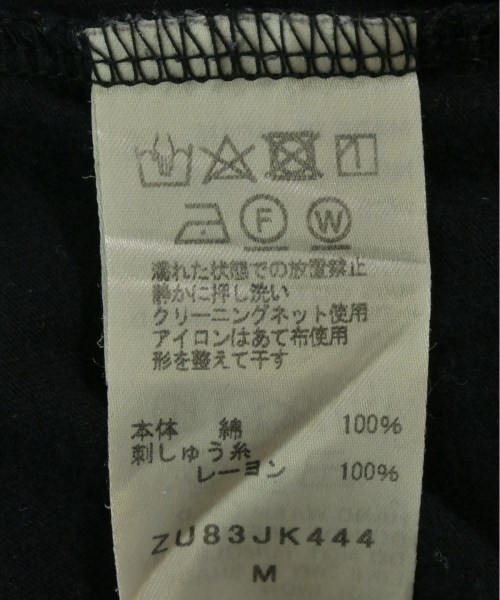 F W
濡れた状態での放置禁止
静かに押し洗い
クリーニングネット使用
アイロンはあて布使用
形を整えて干す
本体 綿 100%
刺しゅう糸
レーヨン 100%
ZU83JK444
M